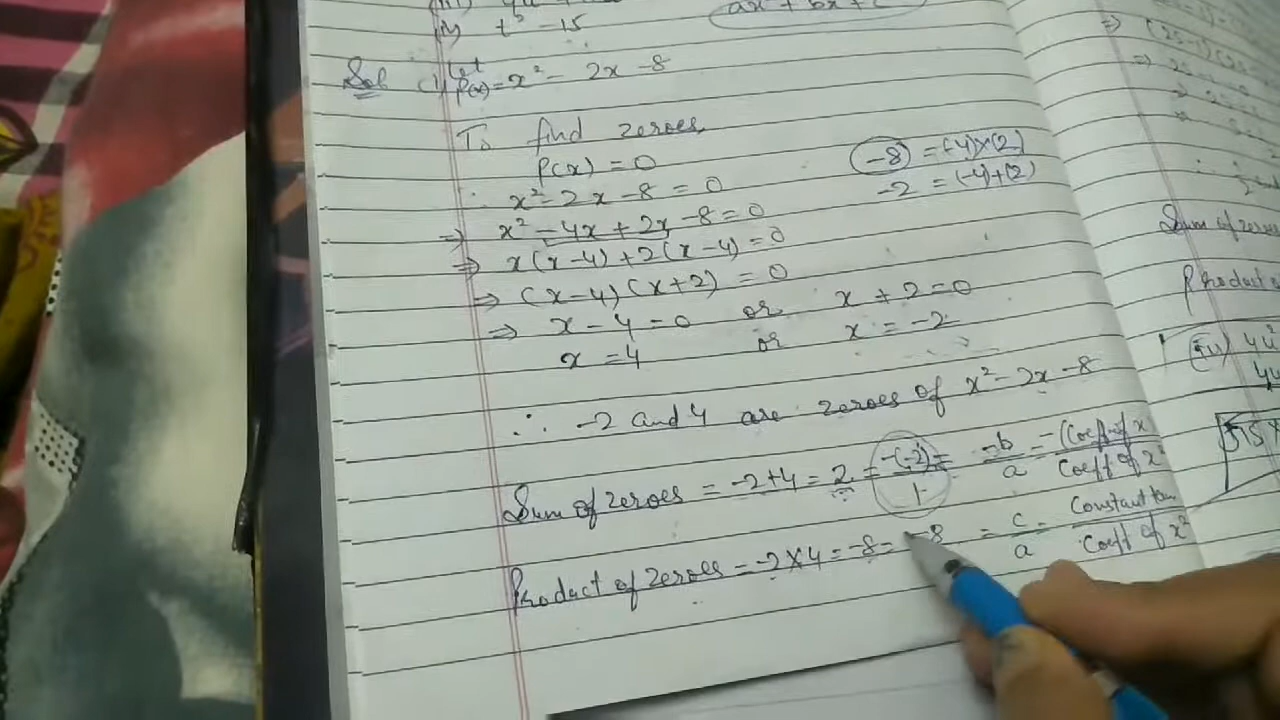 t² - 15
ax² + bx + c
Sol (i) Let P(x) = x² - 2x - 8
To find zeroes,
P(x) = 0
∴ x² - 2x - 8 = 0
-8 = (-4)×(2)
-2 = (-4)+(2)
⇒ x² - 4x + 2x - 8 = 0
⇒ x(x-4) + 2(x-4) = 0
⇒ (x-4)(x+2) = 0
⇒ x - 4 = 0 or x + 2 = 0
x = 4 or x = -2
∴ -2 and 4 are zeroes of x² - 2x - 8
Sum of zeroes = -2+4 = 2 = -(-2)/1 = -b/a = -(Coeff of x/Coeff of x²
Product of zeroes = -2×4 = -8 = -8 = c/a = Constant/Coeff of x²
Sum of zeroes
Product
4u²